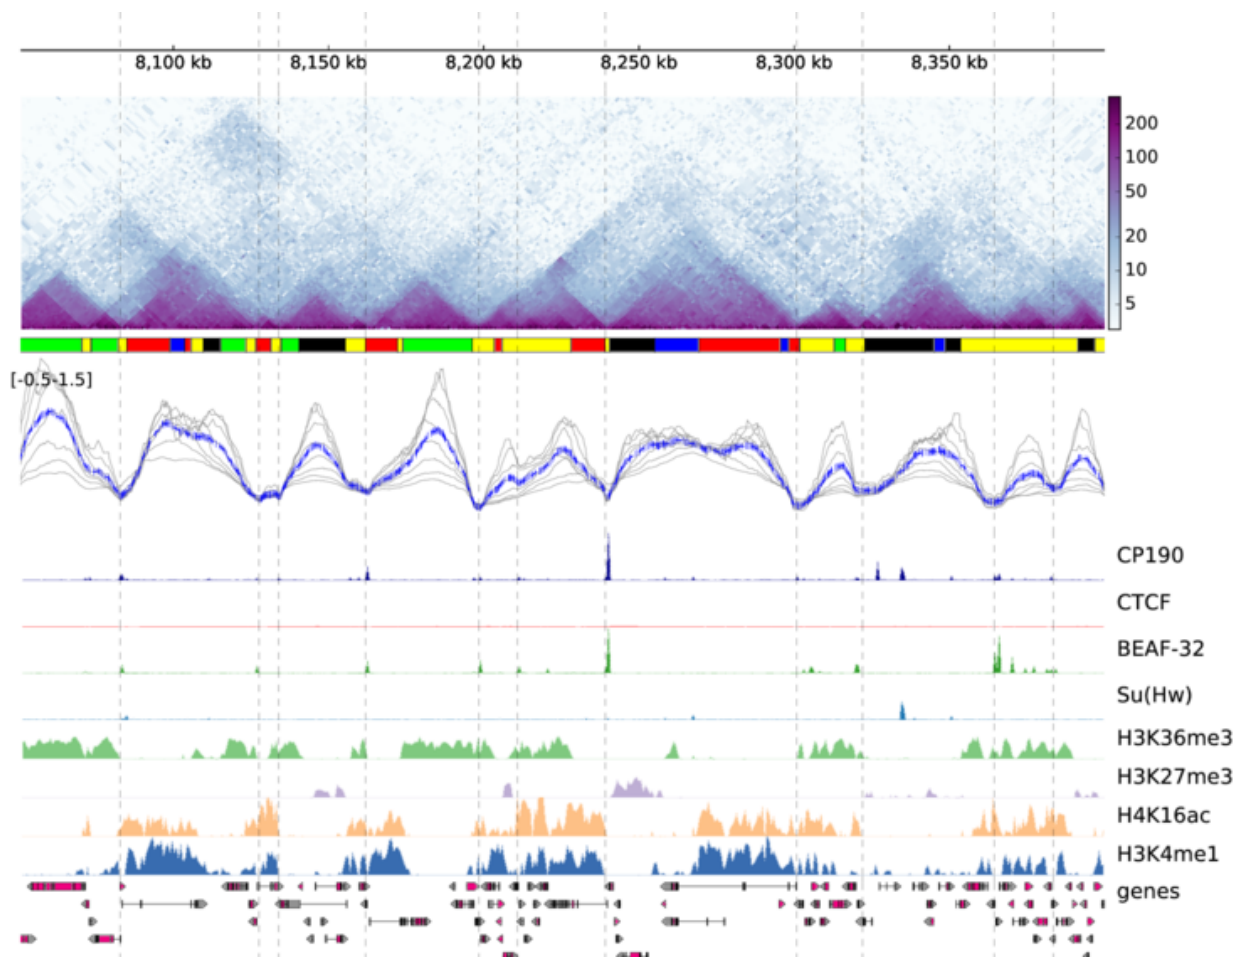 8,100 kb 8,150 kb 8,200 kb 8,250 kb 8,300 kb 8,350 kb
200
100
50
20
10
5
[-0.5-1.5]
CP190
CTCF
BEAF-32
Su(Hw)
H3K36me3
H3K27me3
H4K16ac
H3K4me1
genes